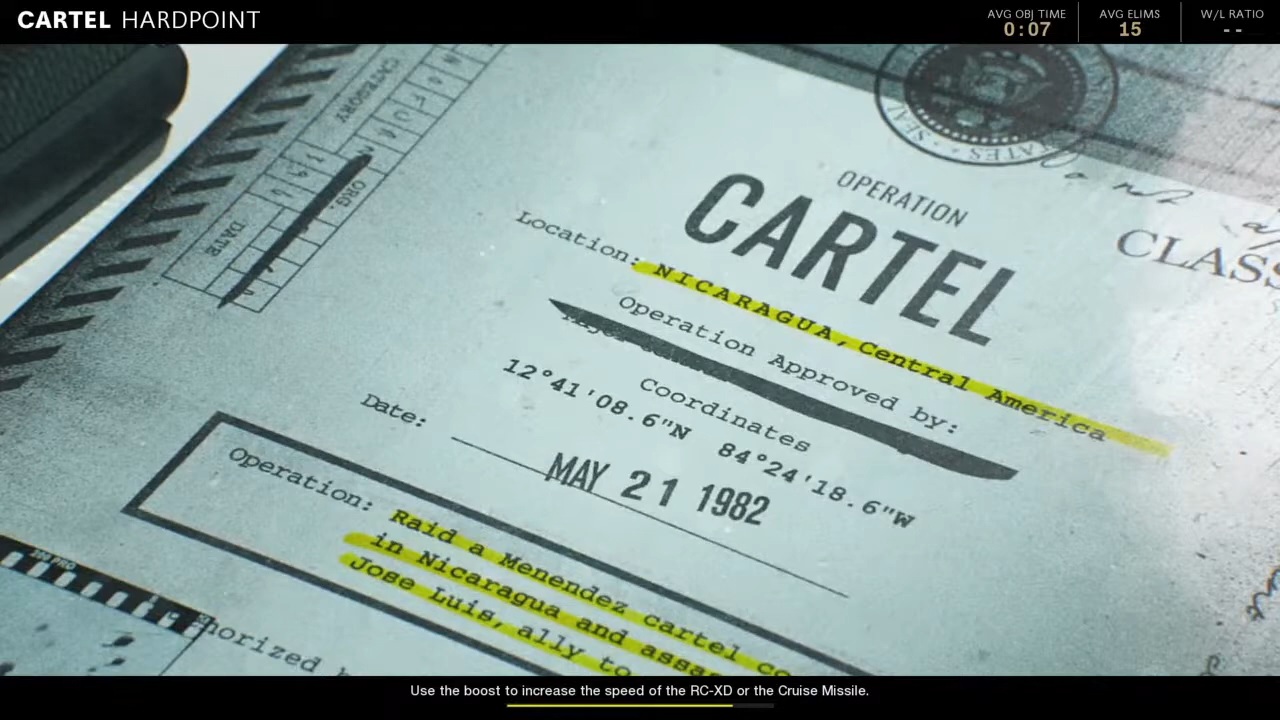 CARTEL HARDPOINT
AVG OBJ TIME
0:07
AVG ELIMS
15
W/L RATIO
--
CATEGORY
ORG.
DATE
SEAL
OPERATION
CARTEL
CLASS
Location: NICARAGUA, Central America
Operation Approved by:
Coordinates
12°41'08.6"N 84°24'18.6"W
Date:
MAY 21 1982
Operation: Raid a Menendez cartel co
in Nicaragua and assa
Jose Luis, ally to
horized
Use the boost to increase the speed of the RC-XD or the Cruise Missile.